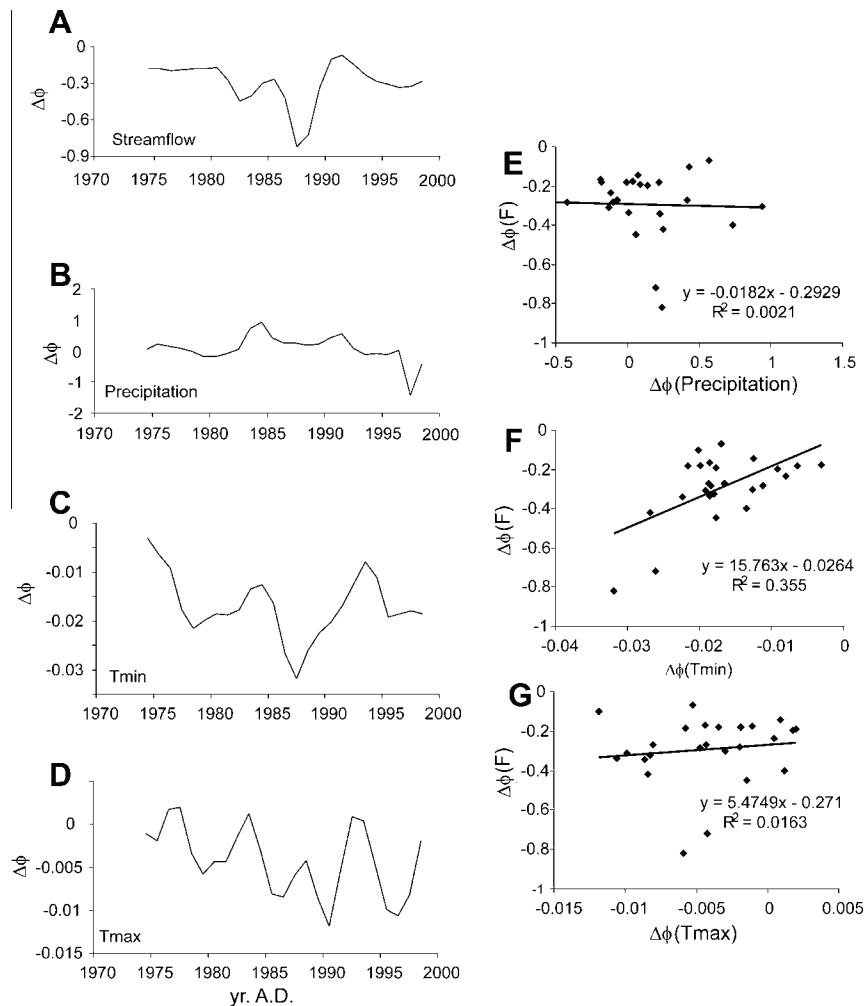 A
Δϕ
0
-0.3
-0.6
-0.9
Streamflow
1970 1975 1980 1985 1990 1995 2000
B
Δϕ
2
1
0
-1
-2
Precipitation
1970 1975 1980 1985 1990 1995 2000
C
Δϕ
0
-0.01
-0.02
-0.03
Tmin
1970 1975 1980 1985 1990 1995 2000
D
Δϕ
0
-0.005
-0.01
-0.015
Tmax
1970 1975 1980 1985 1990 1995 2000
yr. A.D.
E
Δϕ(F)
0
-0.2
-0.4
-0.6
-0.8
-1
y = -0.0182x - 0.2929
R² = 0.0021
-0.5 0 0.5 1 1.5
Δϕ(Precipitation)
F
Δϕ(F)
0
-0.2
-0.4
-0.6
-0.8
-1
y = 15.763x - 0.0264
R² = 0.355
-0.04 -0.03 -0.02 -0.01 0
Δϕ(Tmin)
G
Δϕ(F)
0
-0.2
-0.4
-0.6
-0.8
-1
y = 5.4749x - 0.271
R² = 0.0163
-0.015 -0.01 -0.005 0 0.005
Δϕ(Tmax)